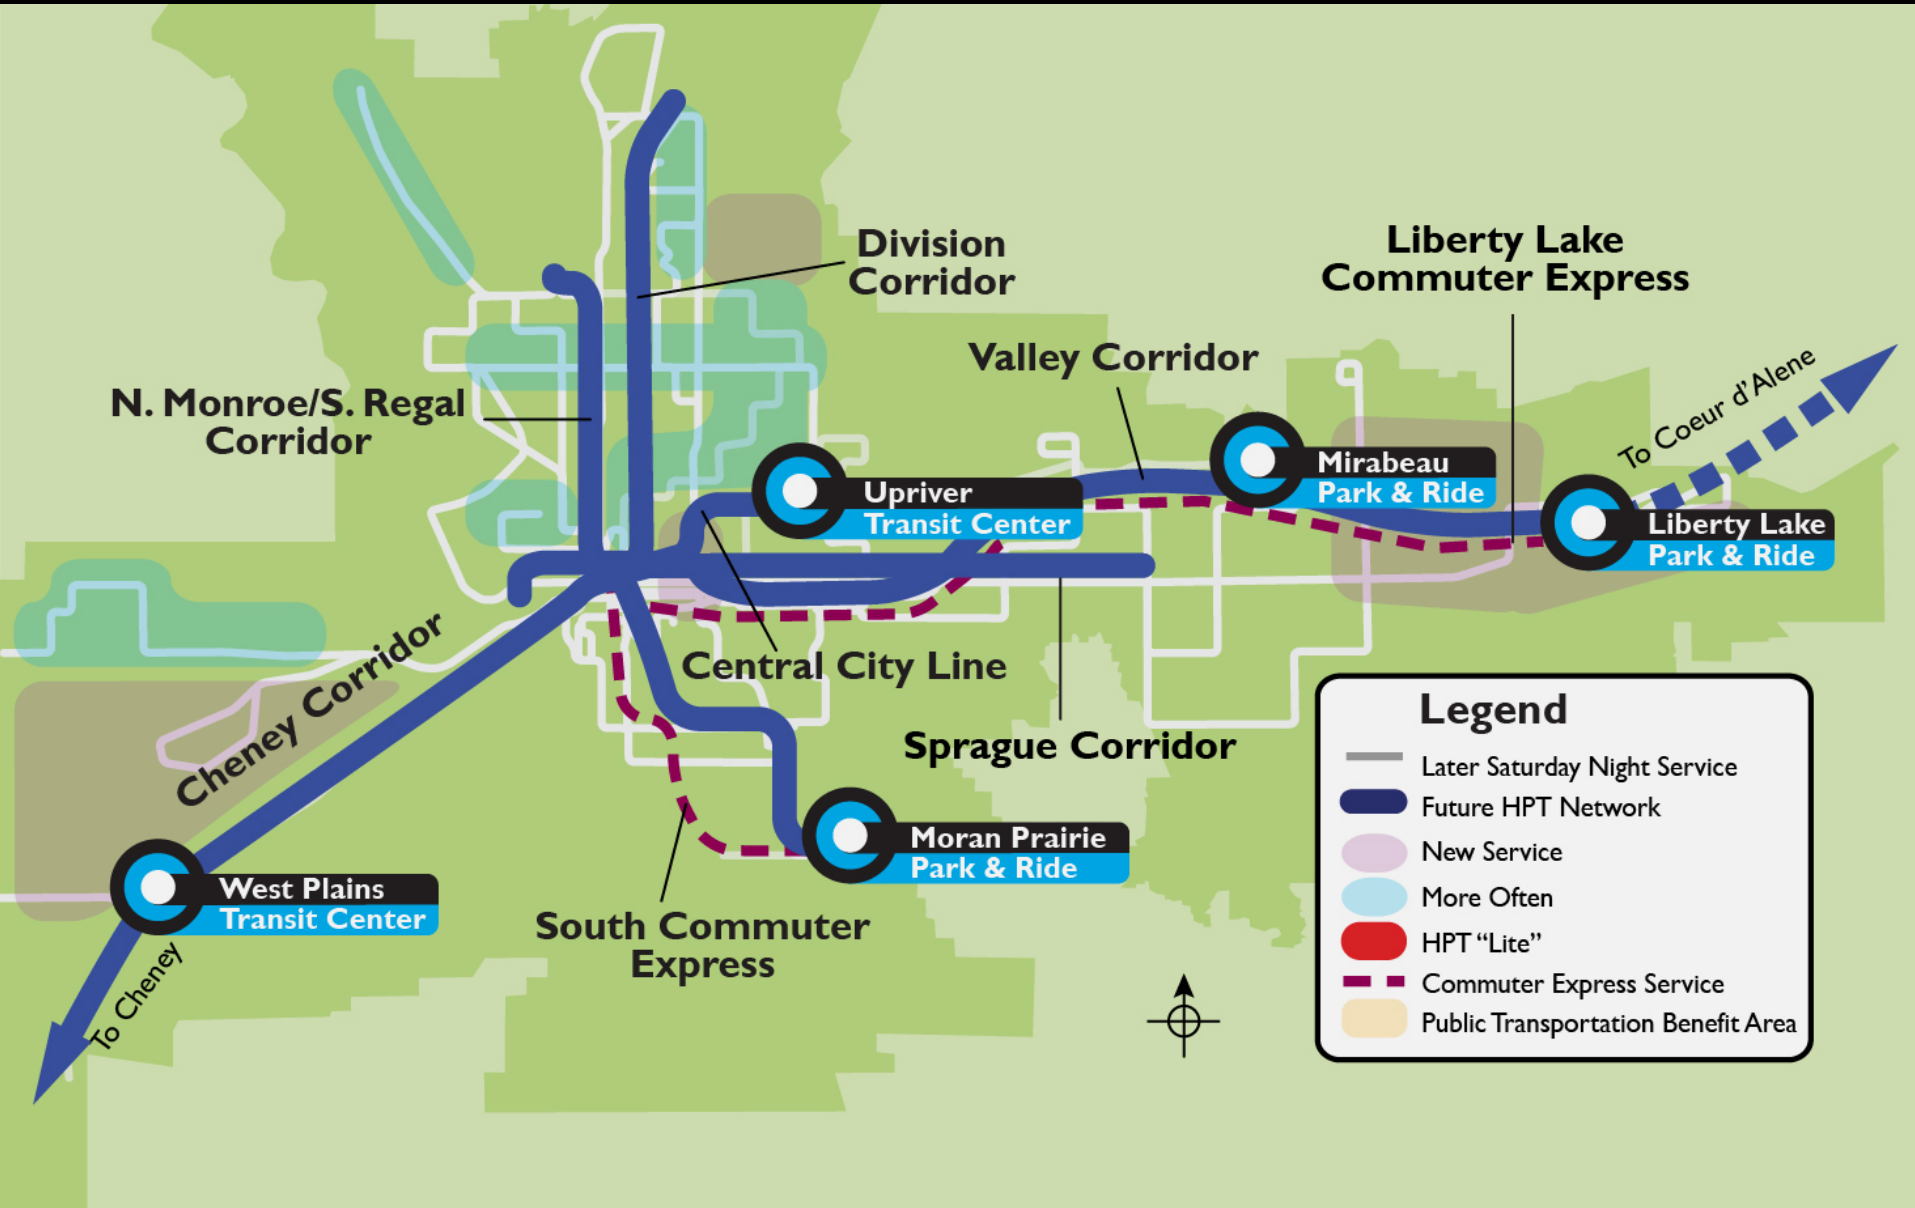 Division
Corridor
Liberty Lake
Commuter Express
Valley Corridor
To Coeur d'Alene
N. Monroe/S. Regal
Corridor
Mirabeau
Park & Ride
Upriver
Transit Center
Liberty Lake
Park & Ride
Cheney Corridor
Central City Line
Sprague Corridor
Moran Prairie
Park & Ride
West Plains
Transit Center
South Commuter
Express
To Cheney
Legend
Later Saturday Night Service
Future HPT Network
New Service
More Often
HPT “Lite”
Commuter Express Service
Public Transportation Benefit Area